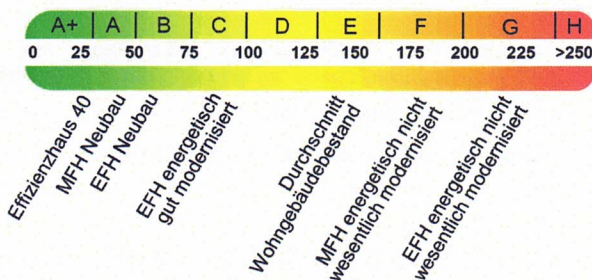 A+ A B C D E F G H
0 25 50 75 100 125 150 175 200 225 >250
Effizienzhaus 40
MFH Neubau
EFH Neubau
EFH energetisch
gut modernisiert
Durchschnitt
Wohngebäudebestand
MFH energetisch nicht
wesentlich modernisiert
EFH energetisch nicht
wesentlich modernisiert